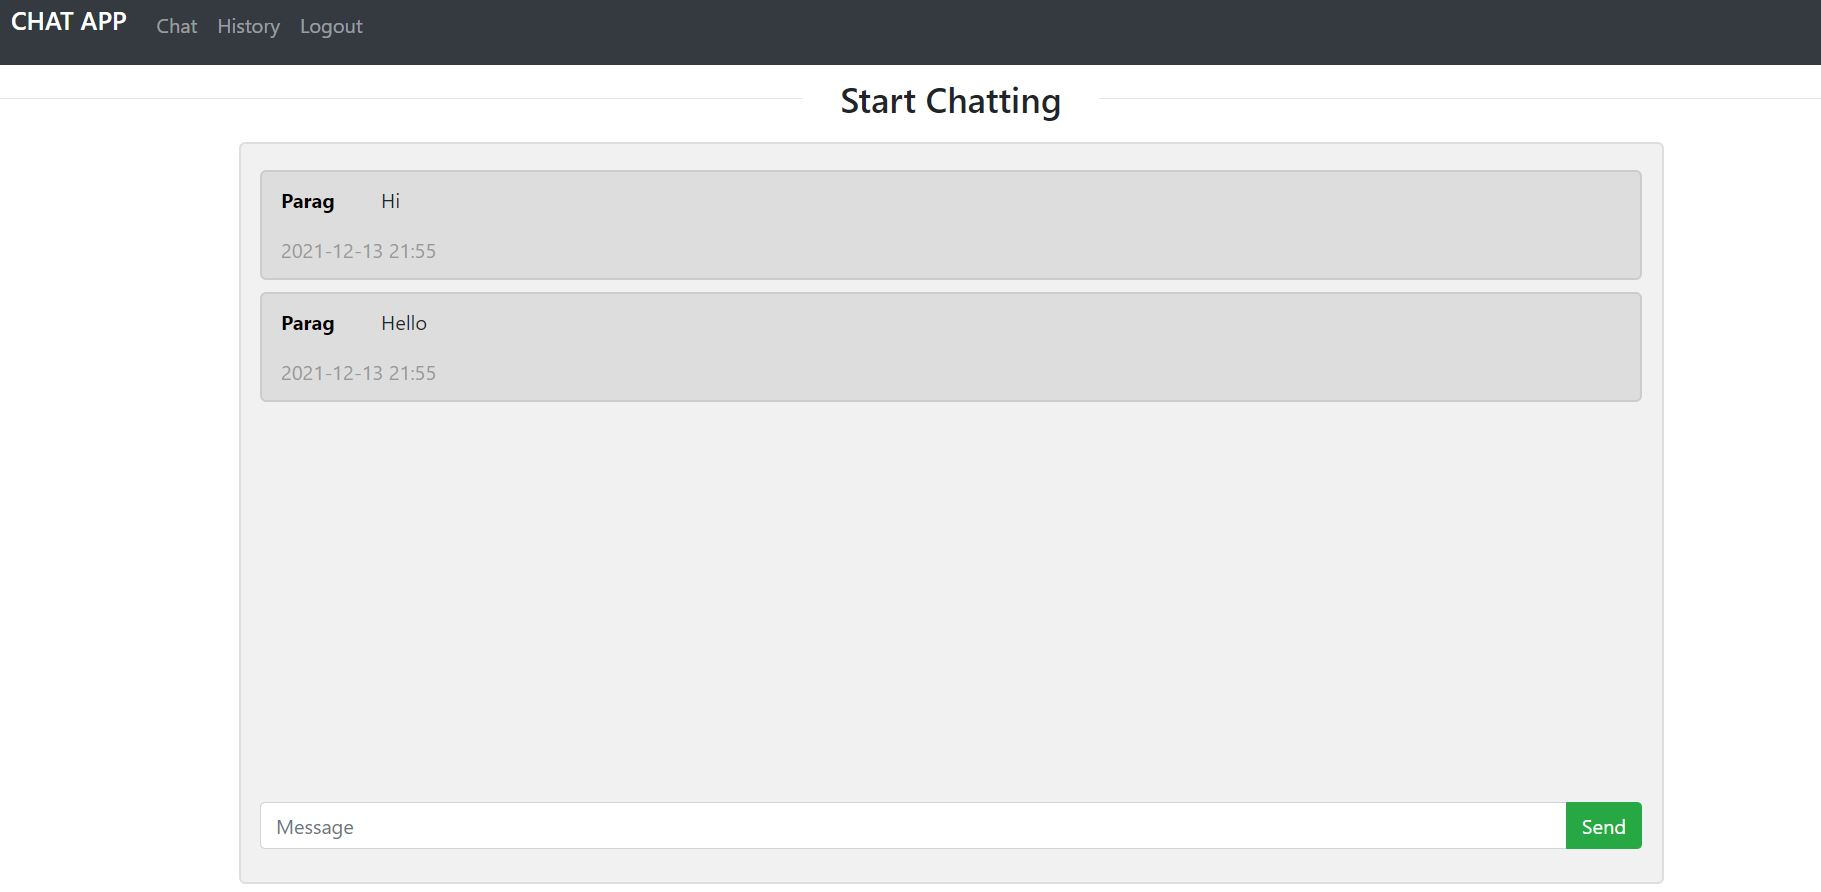 CHAT APP Chat History Logout
Start Chatting
Parag Hi
2021-12-13 21:55
Parag Hello
2021-12-13 21:55
Message Send